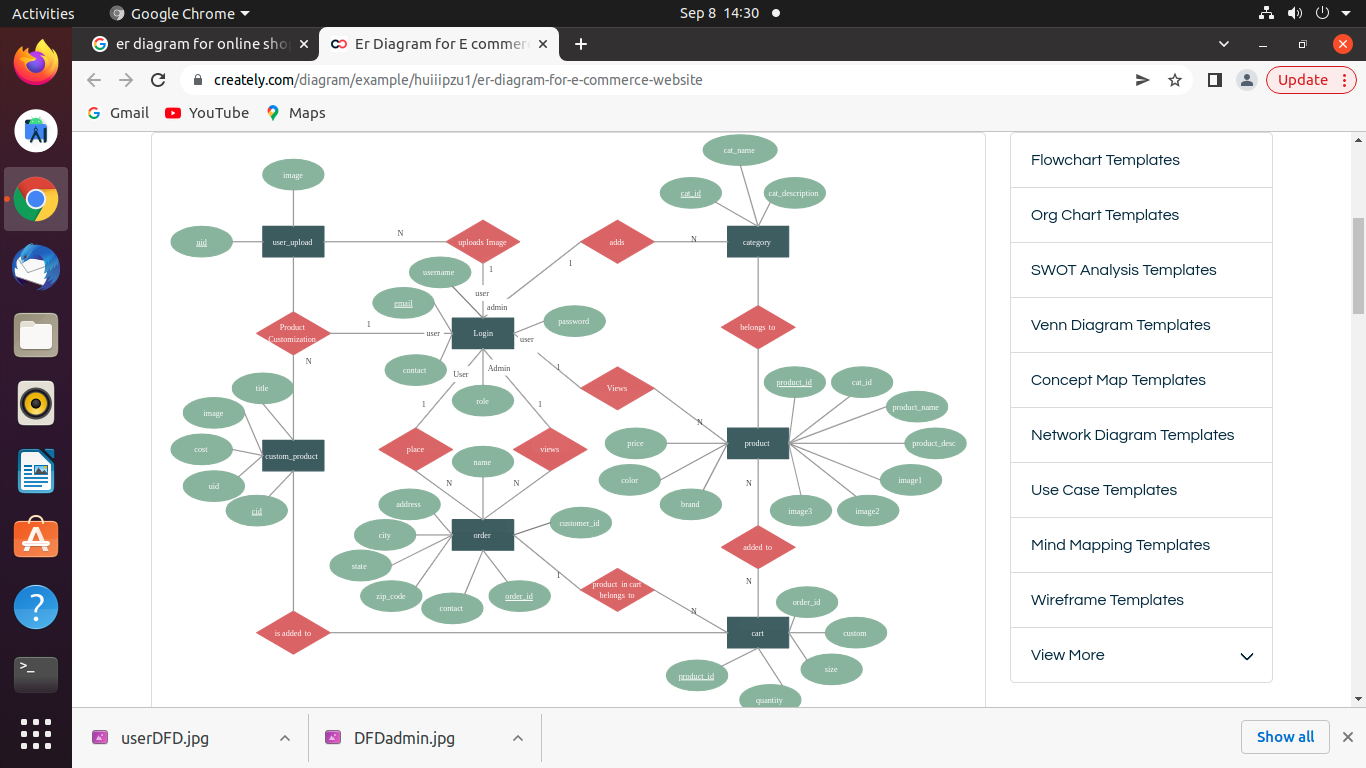 Activities
Google Chrome
Sep 8 14:30
er diagram for online sho
Er Diagram for E commer
creately.com/diagram/example/huiiipzu1/er-diagram-for-e-commerce-website
Update
Gmail
YouTube
Maps
cat_name
image
cat_id
cat_description
uid
user_upload
N
uploads Image
adds
N
category
1
1
username
user
email
admin
Product
Customization
1
user
Login
user
password
belongs to
N
contact
User
Admin
1
title
role
Views
product_id
cat_id
image
1
1
N
product_name
cost
custom_product
place
name
views
price
product
product_desc
uid
N
N
color
N
image1
cid
address
brand
image3
image2
city
order
customer_id
state
added to
zip_code
contact
order_id
1
product in cart
belongs to
N
N
order_id
is added to
cart
custom
product_id
size
quantity
Flowchart Templates
Org Chart Templates
SWOT Analysis Templates
Venn Diagram Templates
Concept Map Templates
Network Diagram Templates
Use Case Templates
Mind Mapping Templates
Wireframe Templates
View More
userDFD.jpg
DFDadmin.jpg
Show all